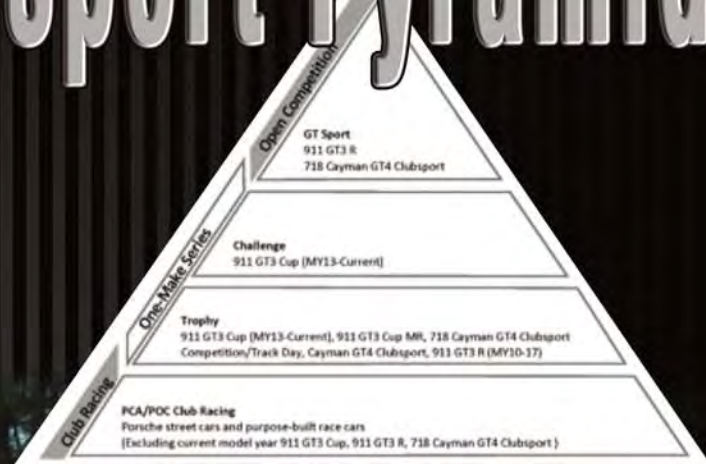 sport Pyramid
Open Competition
GT Sport
911 GT3 R
718 Cayman GT4 Clubsport
One-Make Series
Challenge
911 GT3 Cup (MY13-Current)
Trophy
911 GT3 Cup (MY13-Current), 911 GT3 Cup MR, 718 Cayman GT4 Clubsport
Competition/Track Day, Cayman GT4 Clubsport, 911 GT3 R (MY10-17)
Club Racing
PCA/POC Club Racing
Porsche street cars and purpose-built race cars
(Excluding current model year 911 GT3 Cup, 911 GT3 R, 718 Cayman GT4 Clubsport )